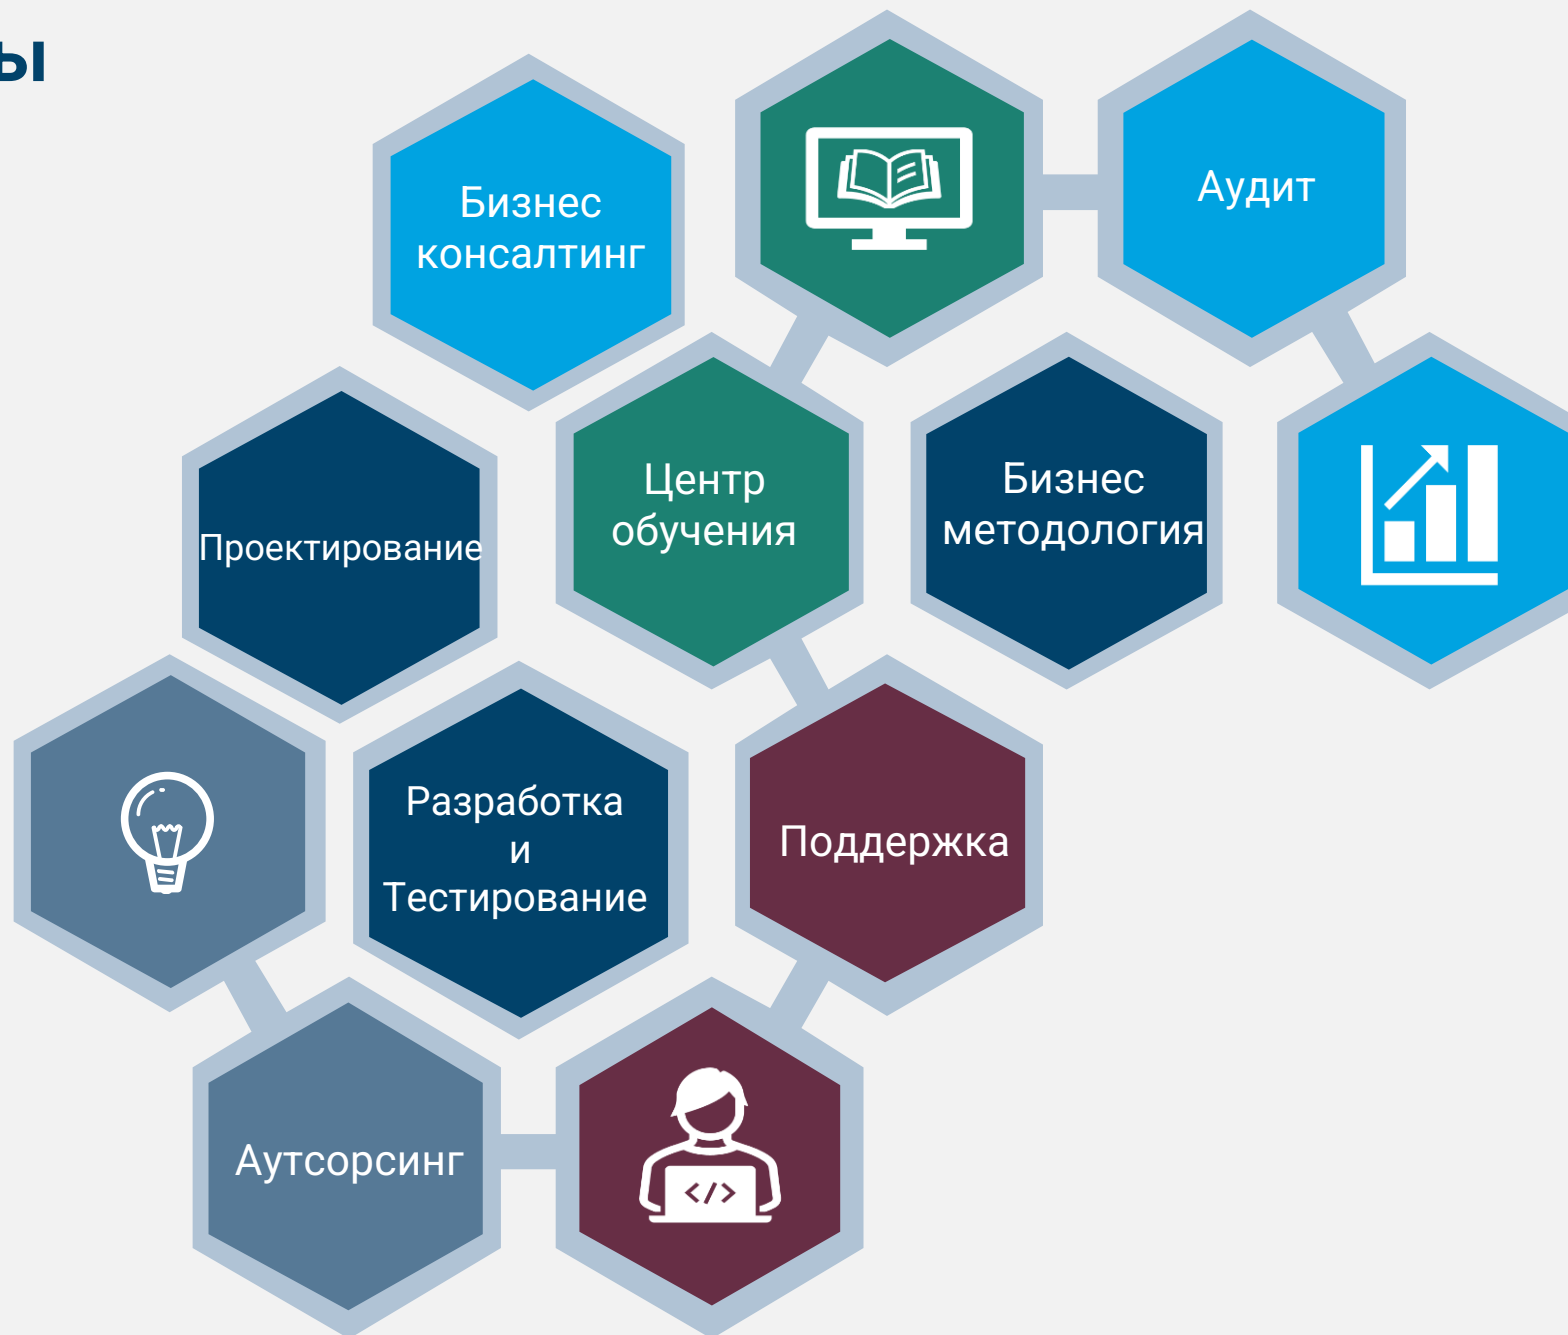 ы
Бизнес
консалтинг
Аудит
Центр
обучения
Бизнес
методология
Проектирование
Разработка
и
Тестирование
Поддержка
Аутсорсинг
</>